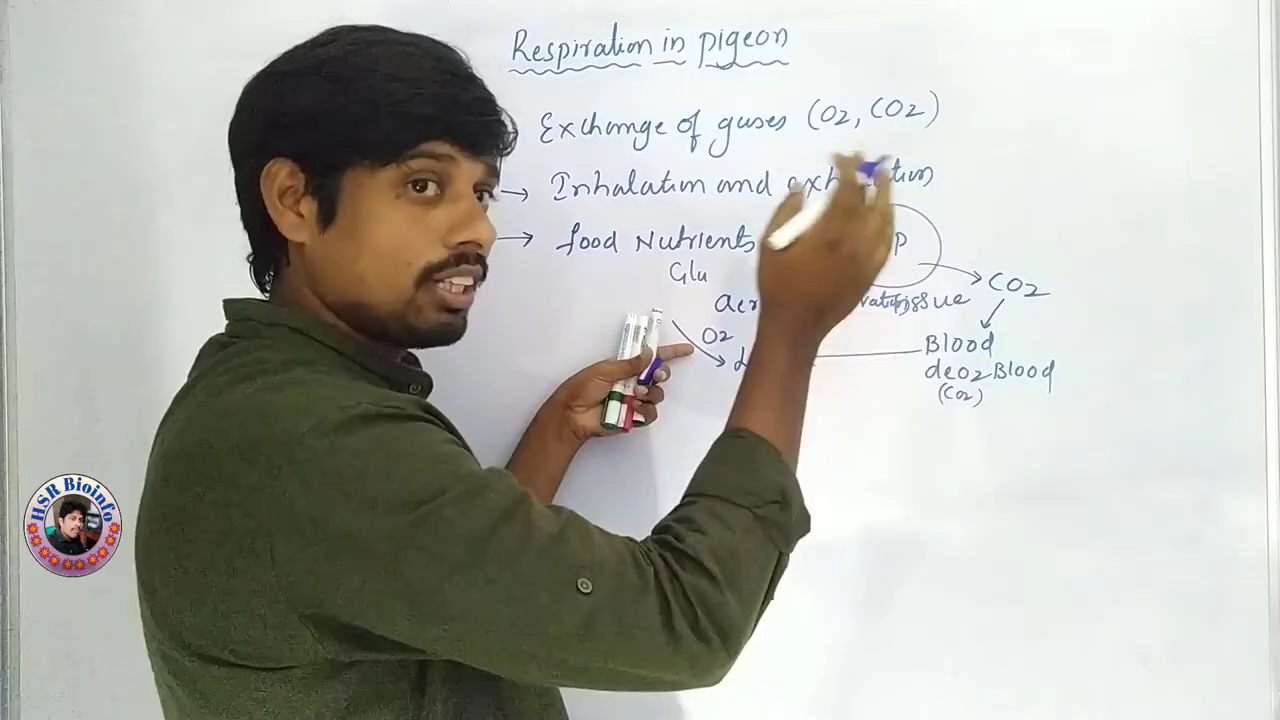 Respiration in pigeon
Exchange of gases (O2, CO2)
→ Inhalation and
→ food Nutrients
Glu
CO2
O2
Blood
deO2 Blood
(CO2)
HSR Bioinfo